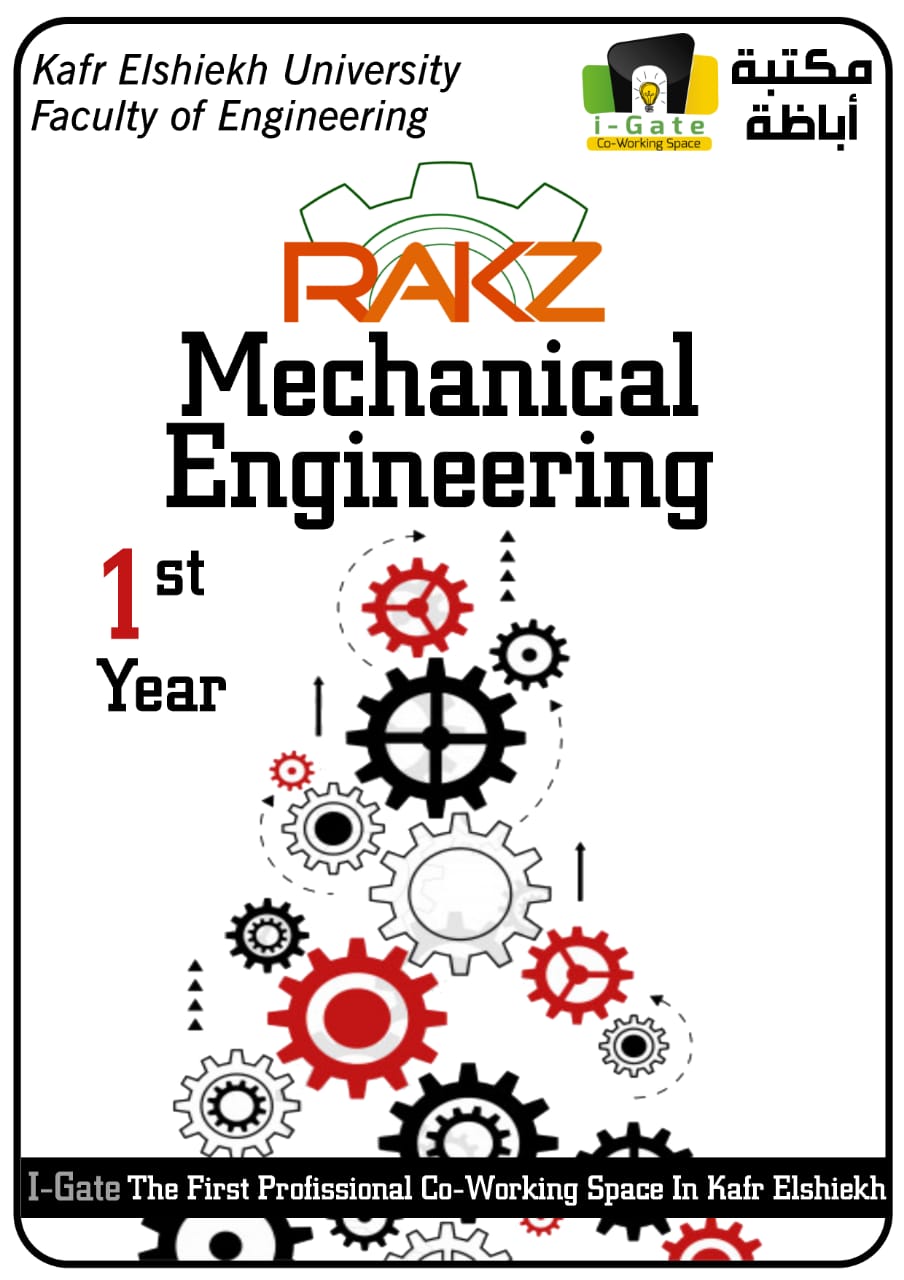 Kafr Elshiekh University
Faculty of Engineering
i-Gate
Co-Working Space
مكتبة
أباظة
RAKZ
Mechanical
Engineering
1st
Year
I-Gate The First Profissional Co-Working Space In Kafr Elshiekh